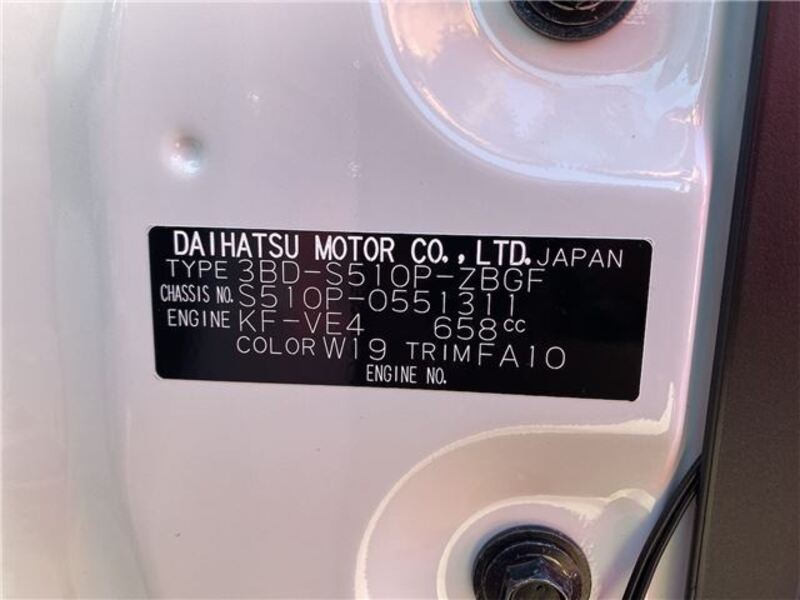 DAIHATSU MOTOR CO., LTD. JAPAN
TYPE 3BD-S510P-ZBGF
CHASSIS NO. S510P-0551311
ENGINE KF-VE4 658cc
COLOR W19 TRIM FA10
ENGINE NO.